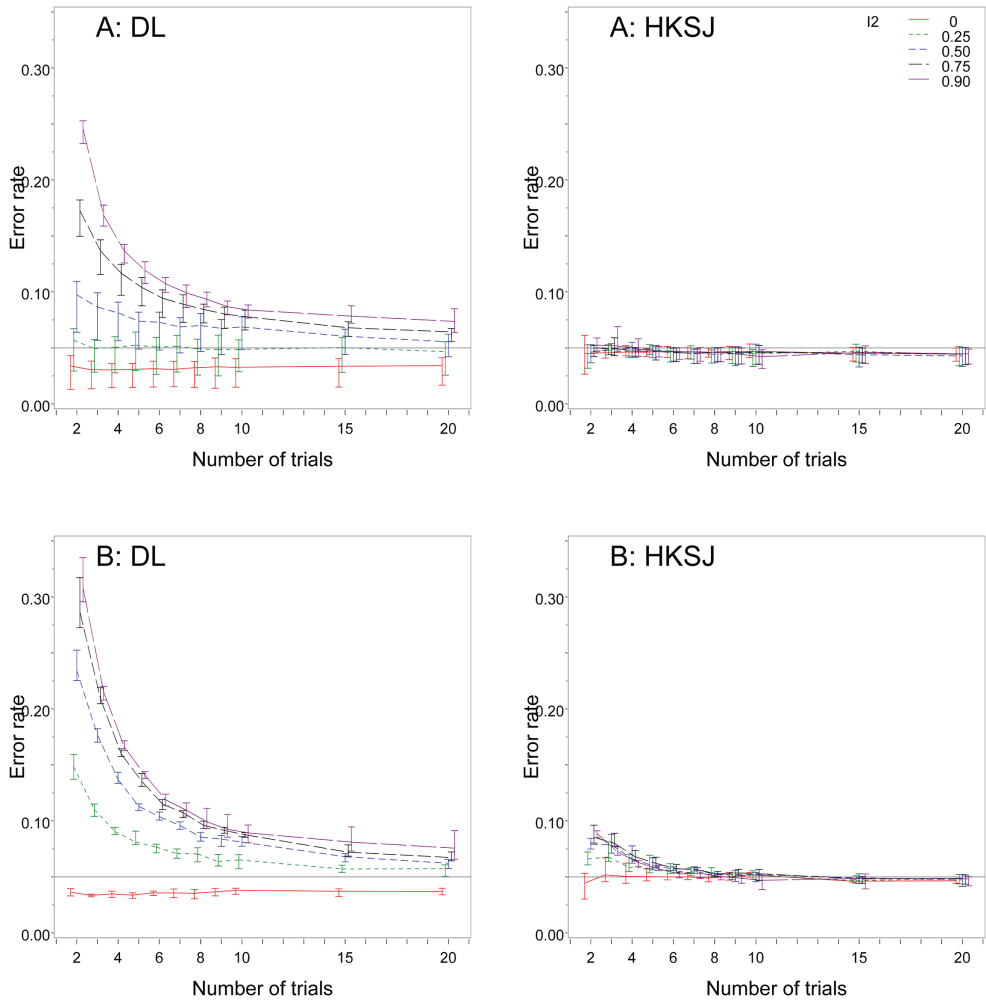 A: DL
0.30
0.20
0.10
0.00
Error rate
2 4 6 8 10 15 20
Number of trials
A: HKSJ
I2
0
0.25
0.50
0.75
0.90
0.30
0.20
0.10
0.00
Error rate
2 4 6 8 10 15 20
Number of trials
B: DL
0.30
0.20
0.10
0.00
Error rate
2 4 6 8 10 15 20
Number of trials
B: HKSJ
0.30
0.20
0.10
0.00
Error rate
2 4 6 8 10 15 20
Number of trials